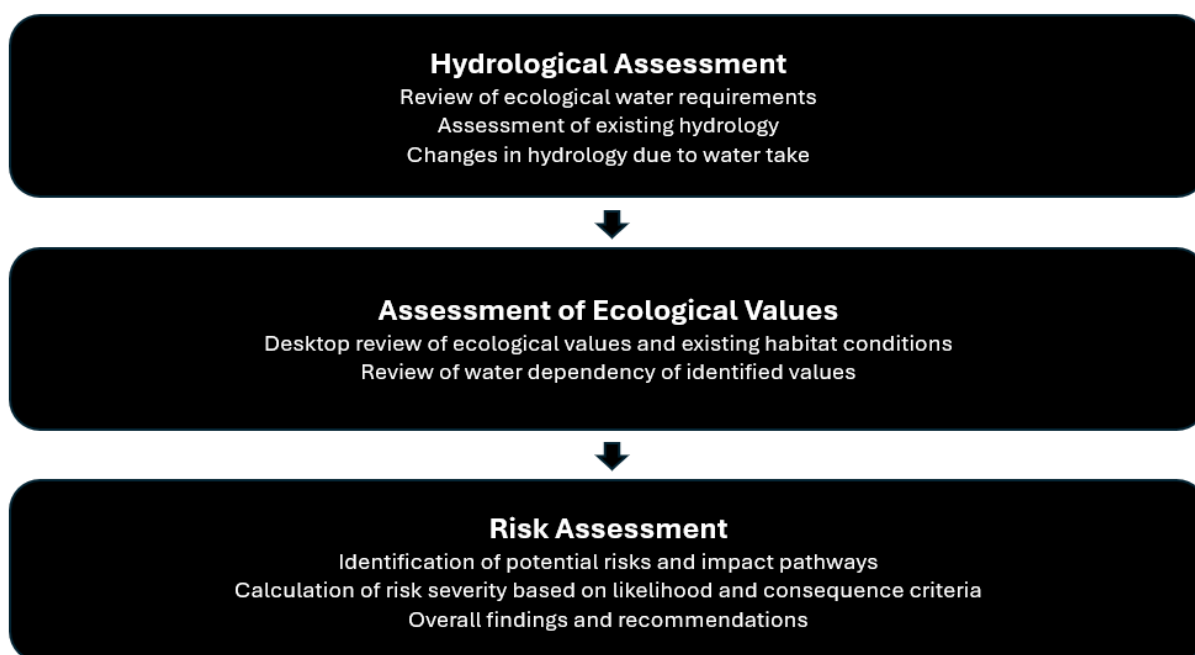 Hydrological Assessment
Review of ecological water requirements
Assessment of existing hydrology
Changes in hydrology due to water take
Assessment of Ecological Values
Desktop review of ecological values and existing habitat conditions
Review of water dependency of identified values
Risk Assessment
Identification of potential risks and impact pathways
Calculation of risk severity based on likelihood and consequence criteria
Overall findings and recommendations